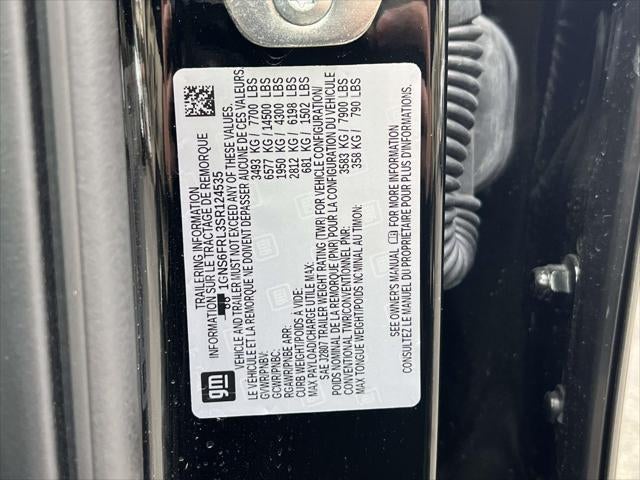 TRAILERING INFORMATION
INFORMATION SUR LE TRACTAGE DE REMORQUE
1GNS6FRL3SR124535
VEHICLE AND TRAILER MUST NOT EXCEED ANY OF THESE VALUES.
LE VÉHICULE ET LA REMORQUE NE DOIVENT DÉPASSER AUCUNE DE CES VALEURS.
GVWR/PNBV: 3493 KG / 7700 LBS
GCWR/PNBC: 6577 KG / 14500 LBS
RGAWR/PNBE ARR: 1950 KG / 4300 LBS
CURB WEIGHT/POIDS À VIDE: 2812 KG / 6198 LBS
MAX PAYLOAD/CHARGE UTILE MAX: 681 KG / 1502 LBS
SAE J2807 TRAILER WEIGHT RATING (TWR) FOR VEHICLE CONFIGURATION/
POIDS NOMINAL DE LA REMORQUE (PNR) POUR LA CONFIGURATION DU VÉHICULE
CONVENTIONAL TWR/CONVENTIONNEL PNR: 3583 KG / 7900 LBS
MAX TONGUE WEIGHT/POIDS NOMINAL AU TIMON: 358 KG / 790 LBS
SEE OWNER'S MANUAL FOR MORE INFORMATION.
CONSULTEZ LE MANUEL DU PROPRIÉTAIRE POUR PLUS D'INFORMATIONS.
gm